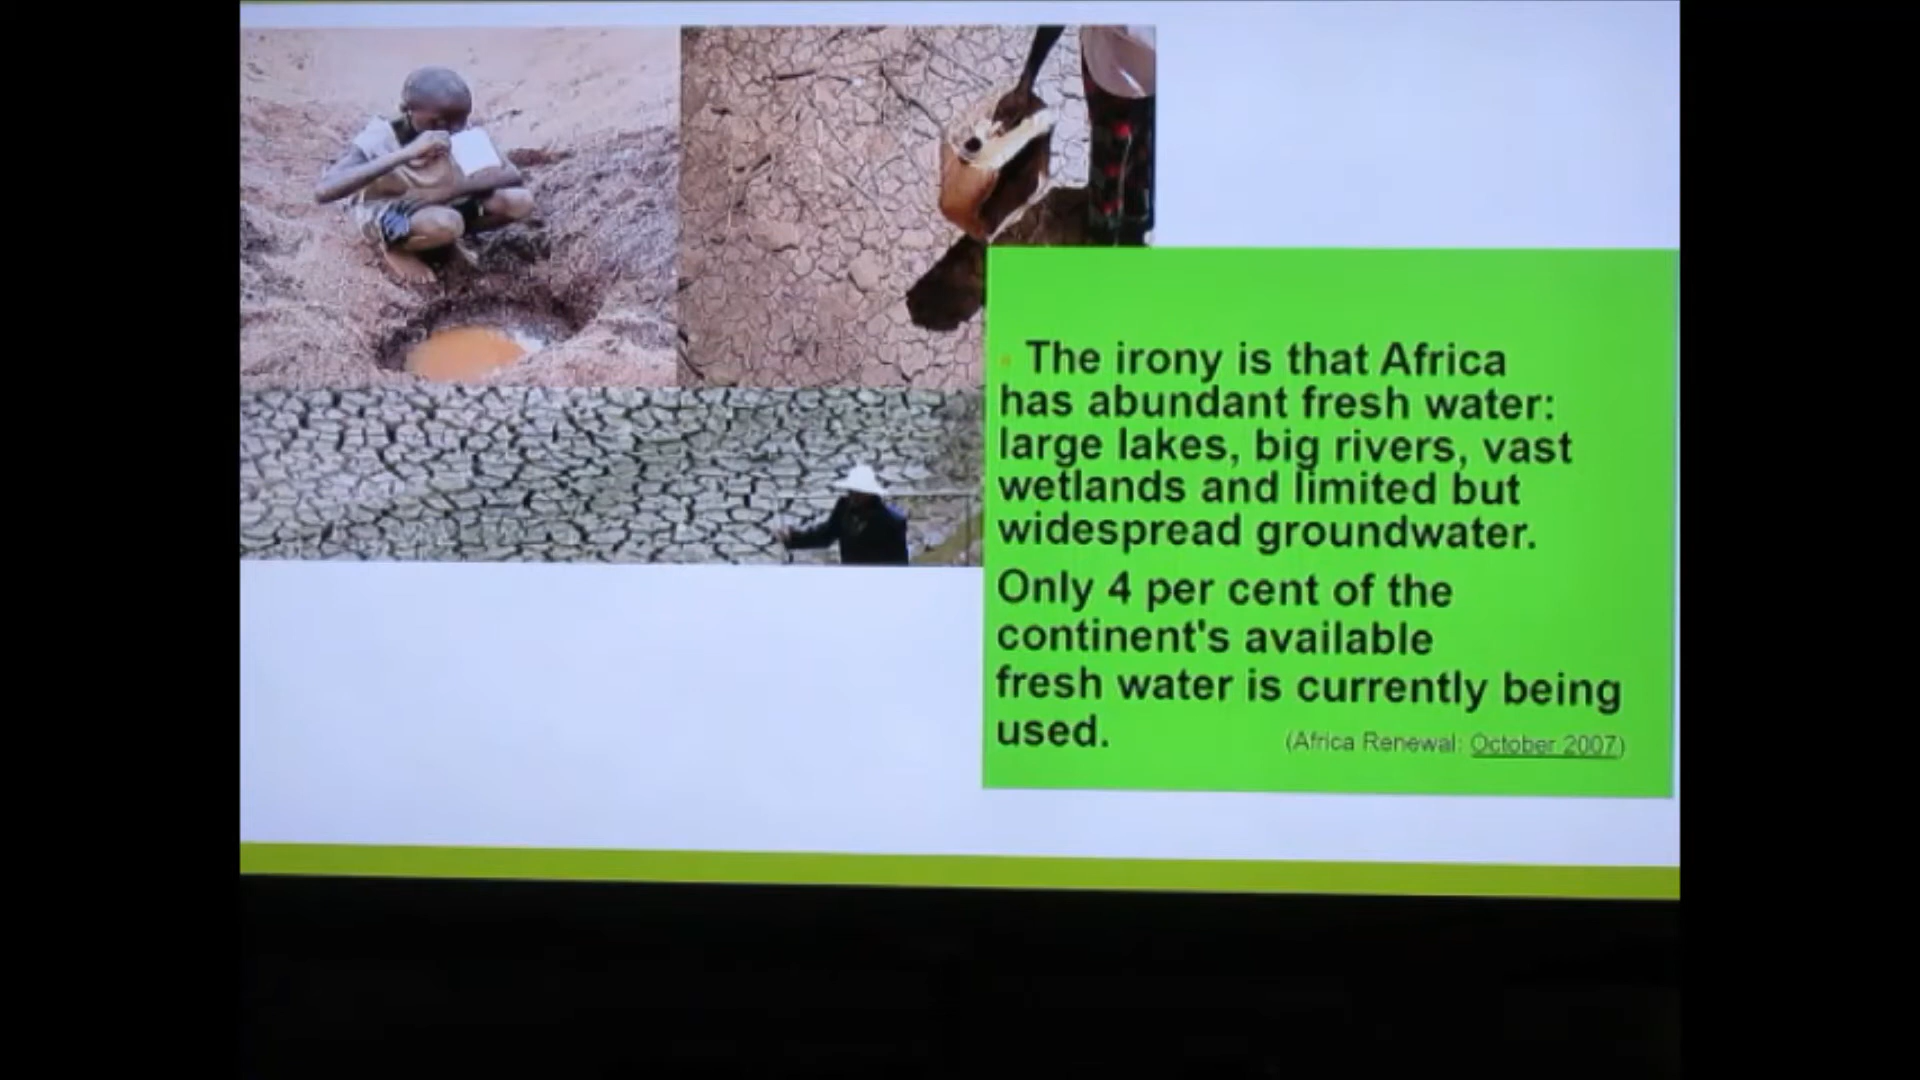 The irony is that Africa
has abundant fresh water:
large lakes, big rivers, vast
wetlands and limited but
widespread groundwater.
Only 4 per cent of the
continent's available
fresh water is currently being
used.
(Africa Renewal: October 2007)